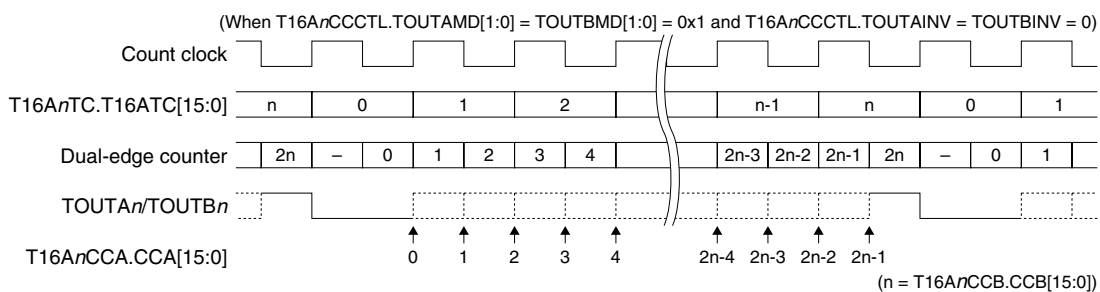 (When T16AnCCCTL.TOUTAMD[1:0] = TOUTBMD[1:0] = 0x1 and T16AnCCCTL.TOUTAINV = TOUTBINV = 0)
Count clock
T16AnTC.T16ATC[15:0] n 0 1 2 n-1 n 0 1
Dual-edge counter 2n – 0 1 2 3 4 2n-3 2n-2 2n-1 2n – 0 1
TOUTAn/TOUTBn
T16AnCCA.CCA[15:0] 0 1 2 3 4 2n-4 2n-3 2n-2 2n-1
(n = T16AnCCB.CCB[15:0])